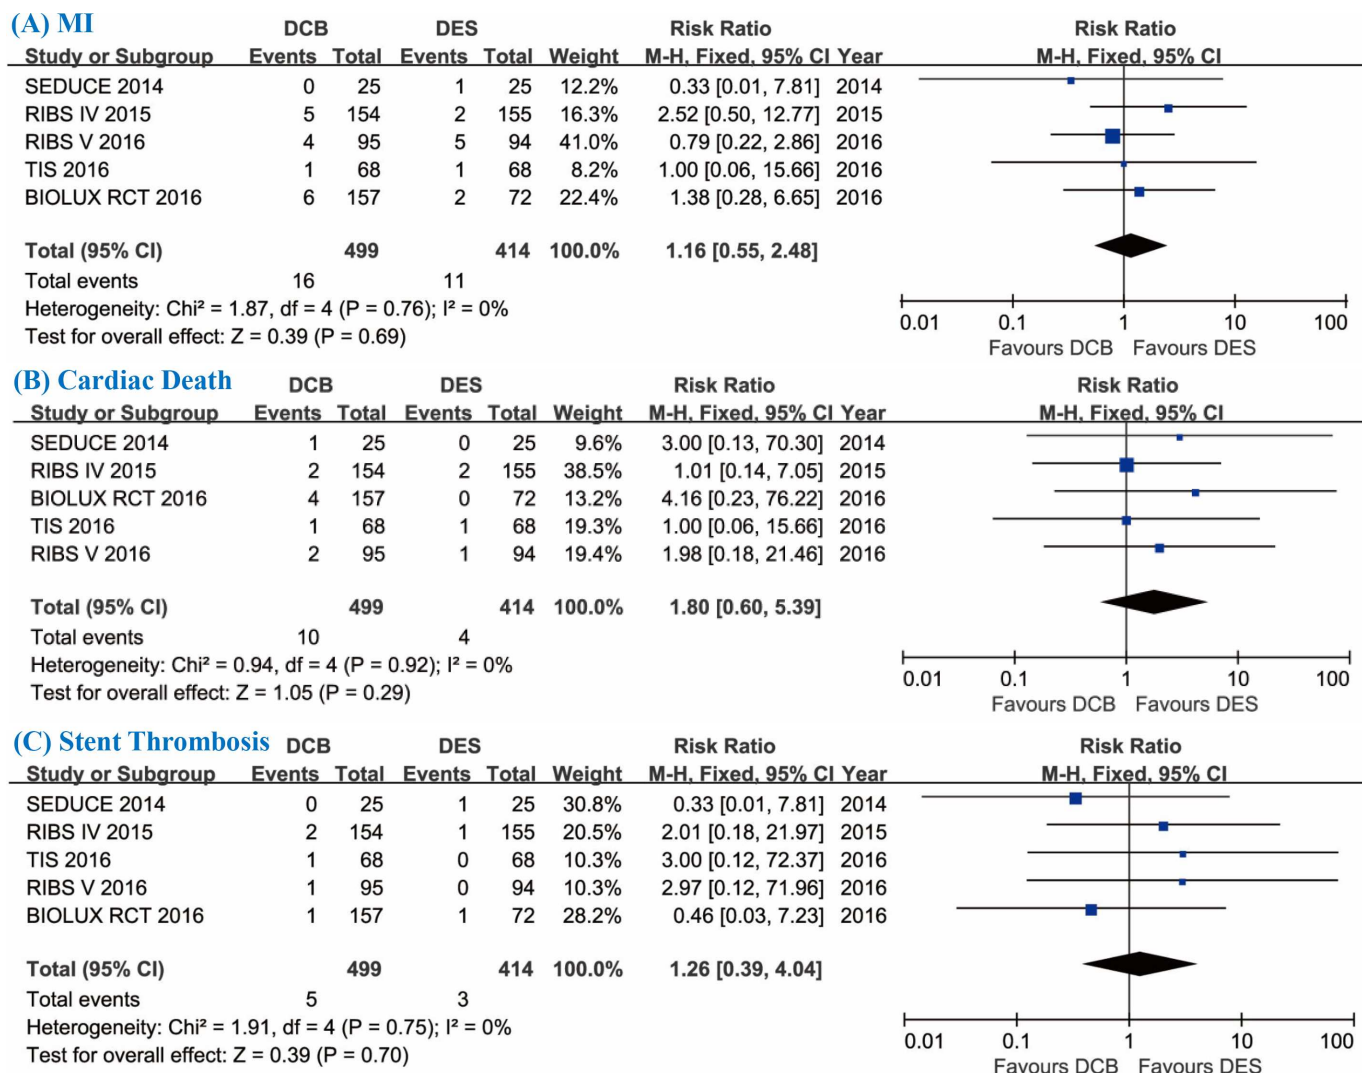 (A) MI DCB DES Risk Ratio Risk Ratio
Study or Subgroup Events Total Events Total Weight M-H, Fixed, 95% CI Year M-H, Fixed, 95% CI
SEDUCE 2014 0 25 1 25 12.2% 0.33 [0.01, 7.81] 2014
RIBS IV 2015 5 154 2 155 16.3% 2.52 [0.50, 12.77] 2015
RIBS V 2016 4 95 5 94 41.0% 0.79 [0.22, 2.86] 2016
TIS 2016 1 68 1 68 8.2% 1.00 [0.06, 15.66] 2016
BIOLUX RCT 2016 6 157 2 72 22.4% 1.38 [0.28, 6.65] 2016
Total (95% CI) 499 414 100.0% 1.16 [0.55, 2.48]
Total events 16 11
Heterogeneity: Chi² = 1.87, df = 4 (P = 0.76); I² = 0%
Test for overall effect: Z = 0.39 (P = 0.69)
0.01 0.1 1 10 100
Favours DCB Favours DES
(B) Cardiac Death DCB DES Risk Ratio Risk Ratio
Study or Subgroup Events Total Events Total Weight M-H, Fixed, 95% CI Year M-H, Fixed, 95% CI
SEDUCE 2014 1 25 0 25 9.6% 3.00 [0.13, 70.30] 2014
RIBS IV 2015 2 154 2 155 38.5% 1.01 [0.14, 7.05] 2015
BIOLUX RCT 2016 4 157 0 72 13.2% 4.16 [0.23, 76.22] 2016
TIS 2016 1 68 1 68 19.3% 1.00 [0.06, 15.66] 2016
RIBS V 2016 2 95 1 94 19.4% 1.98 [0.18, 21.46] 2016
Total (95% CI) 499 414 100.0% 1.80 [0.60, 5.39]
Total events 10 4
Heterogeneity: Chi² = 0.94, df = 4 (P = 0.92); I² = 0%
Test for overall effect: Z = 1.05 (P = 0.29)
0.01 0.1 1 10 100
Favours DCB Favours DES
(C) Stent Thrombosis DCB DES Risk Ratio Risk Ratio
Study or Subgroup Events Total Events Total Weight M-H, Fixed, 95% CI Year M-H, Fixed, 95% CI
SEDUCE 2014 0 25 1 25 30.8% 0.33 [0.01, 7.81] 2014
RIBS IV 2015 2 154 1 155 20.5% 2.01 [0.18, 21.97] 2015
TIS 2016 1 68 0 68 10.3% 3.00 [0.12, 72.37] 2016
RIBS V 2016 1 95 0 94 10.3% 2.97 [0.12, 71.96] 2016
BIOLUX RCT 2016 1 157 1 72 28.2% 0.46 [0.03, 7.23] 2016
Total (95% CI) 499 414 100.0% 1.26 [0.39, 4.04]
Total events 5 3
Heterogeneity: Chi² = 1.91, df = 4 (P = 0.75); I² = 0%
Test for overall effect: Z = 0.39 (P = 0.70)
0.01 0.1 1 10 100
Favours DCB Favours DES